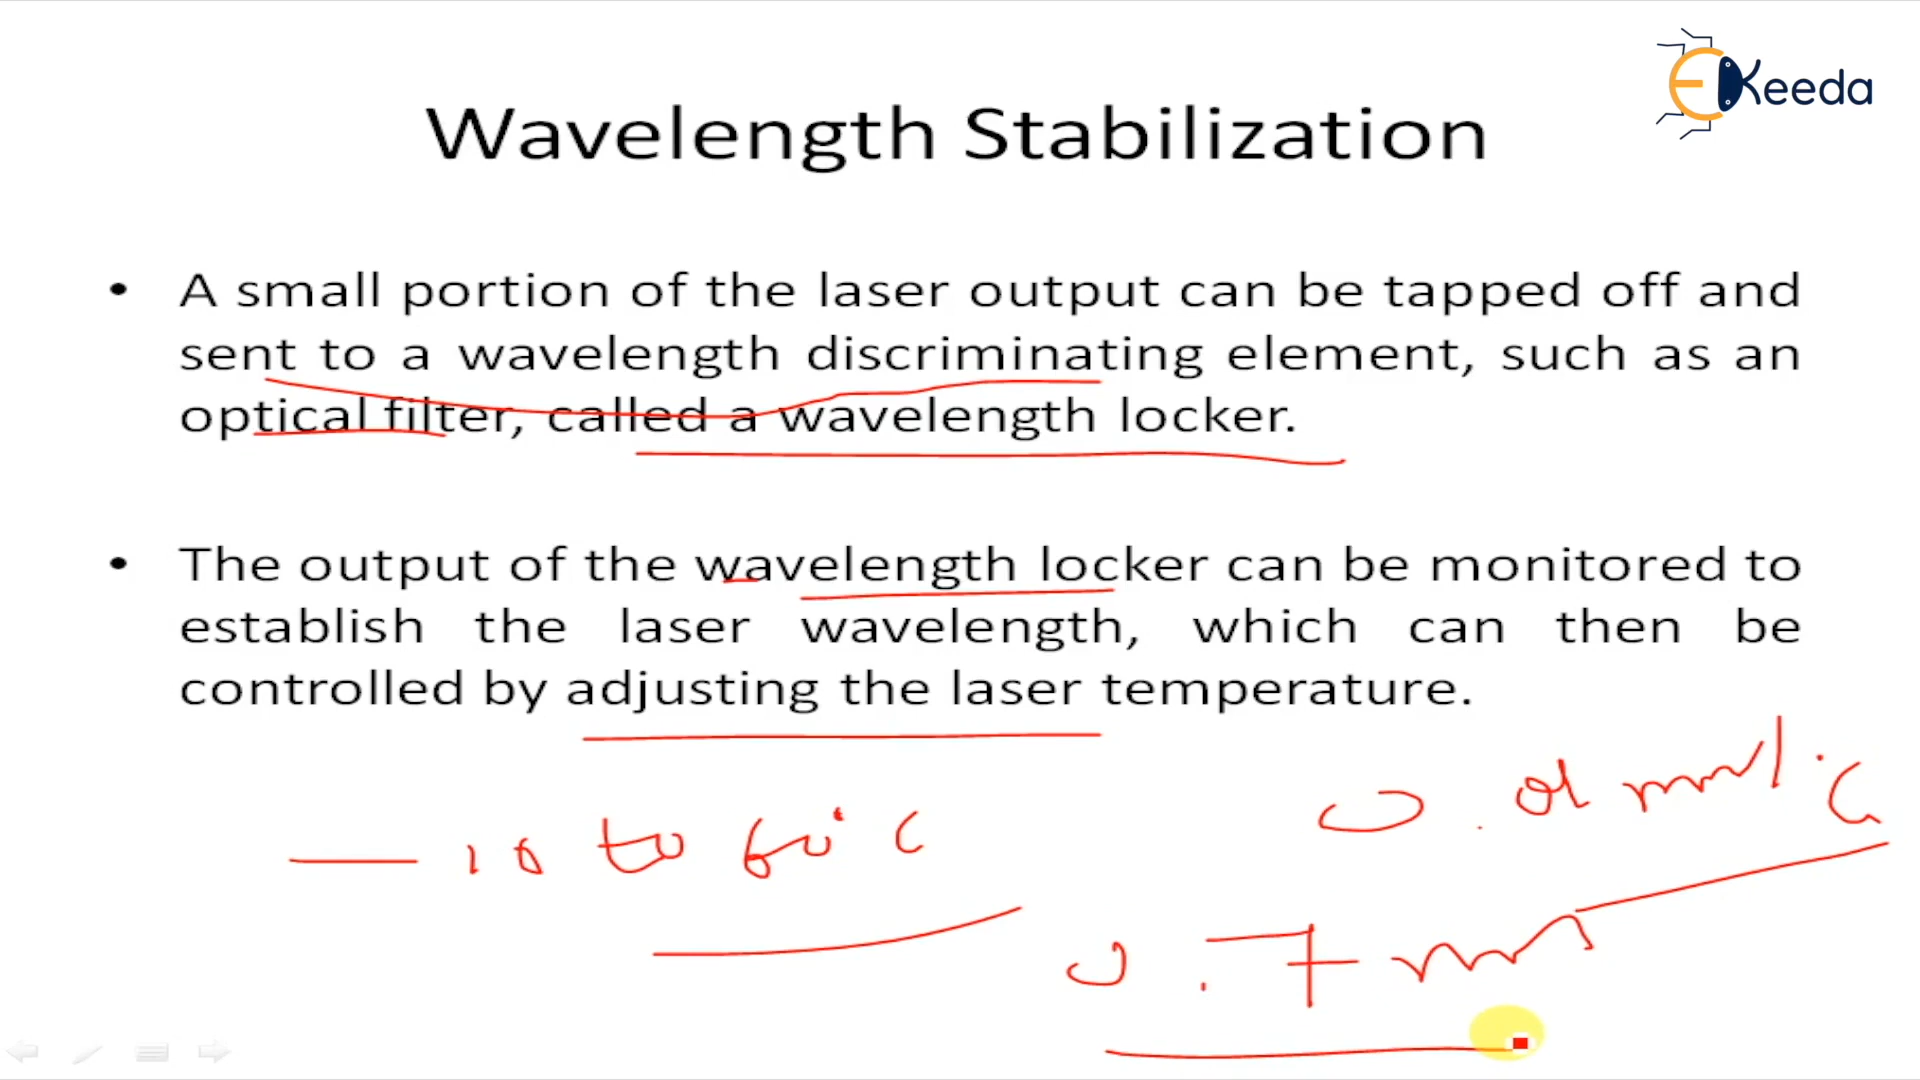 EKeeda
Wavelength Stabilization
• A small portion of the laser output can be tapped off and
sent to a wavelength discriminating element, such as an
optical filter, called a wavelength locker.
• The output of the wavelength locker can be monitored to
establish the laser wavelength, which can then be
controlled by adjusting the laser temperature.
0.01 nm/°C
— 10 to 60°C
0.7 nm